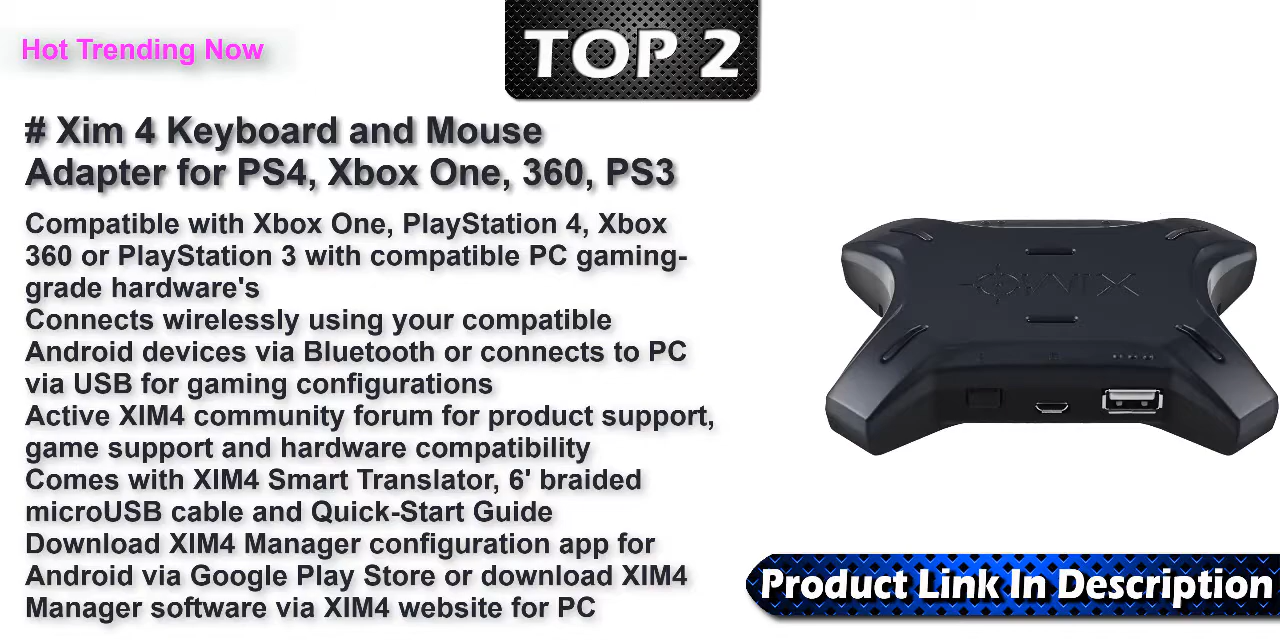 Hot Trending Now
TOP 2
# Xim 4 Keyboard and Mouse
Adapter for PS4, Xbox One, 360, PS3
Compatible with Xbox One, PlayStation 4, Xbox
360 or PlayStation 3 with compatible PC gaming-
grade hardware's
Connects wirelessly using your compatible
Android devices via Bluetooth or connects to PC
via USB for gaming configurations
Active XIM4 community forum for product support,
game support and hardware compatibility
Comes with XIM4 Smart Translator, 6' braided
microUSB cable and Quick-Start Guide
Download XIM4 Manager configuration app for
Android via Google Play Store or download XIM4
Manager software via XIM4 website for PC
XIM
Product Link In Description